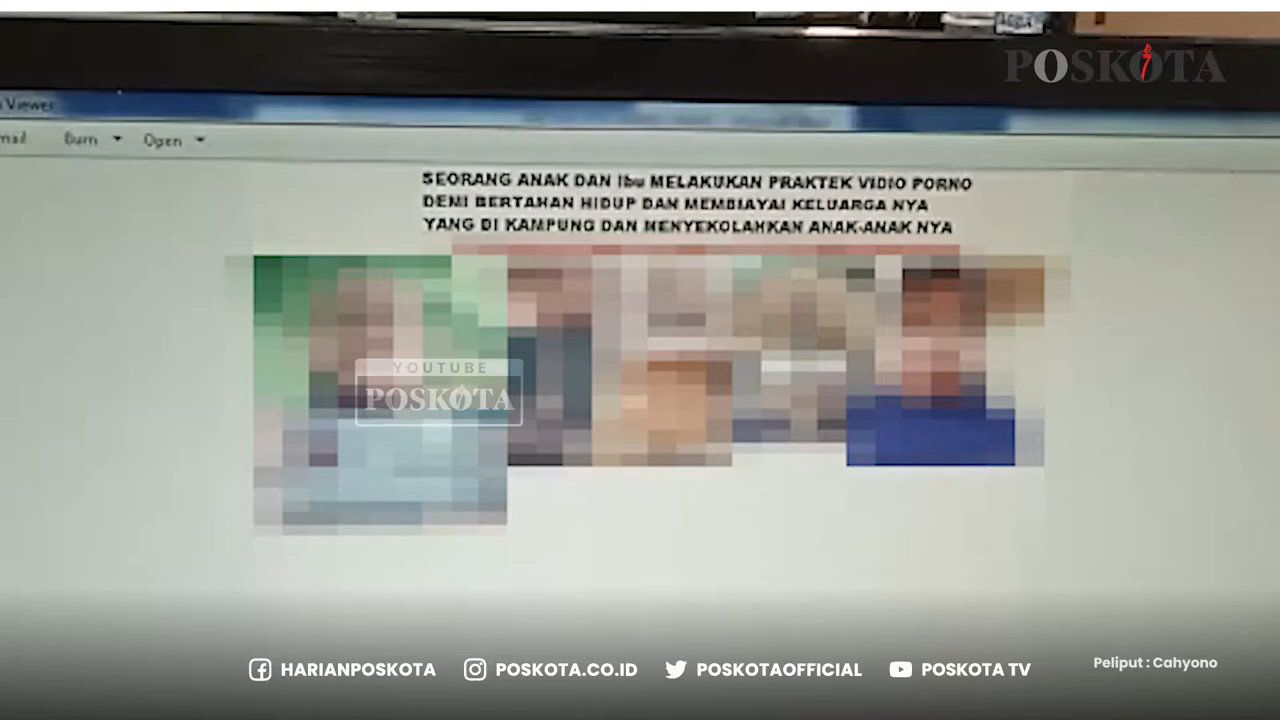 POSKOTA
Viewer
mail Burn Open
SEORANG ANAK DAN Ibu MELAKUKAN PRAKTEK VIDIO PORNO
DEMI BERTAHAN HIDUP DAN MEMBIAYAI KELUARGA NYA
YANG DI KAMPUNG DAN MENYEKOLAHKAN ANAK-ANAK NYA
YOUTUBE
POSKOTA
HARIANPOSKOTA POSKOTA.CO.ID POSKOTAOFFICIAL POSKOTA TV
Peliput : Cahyono